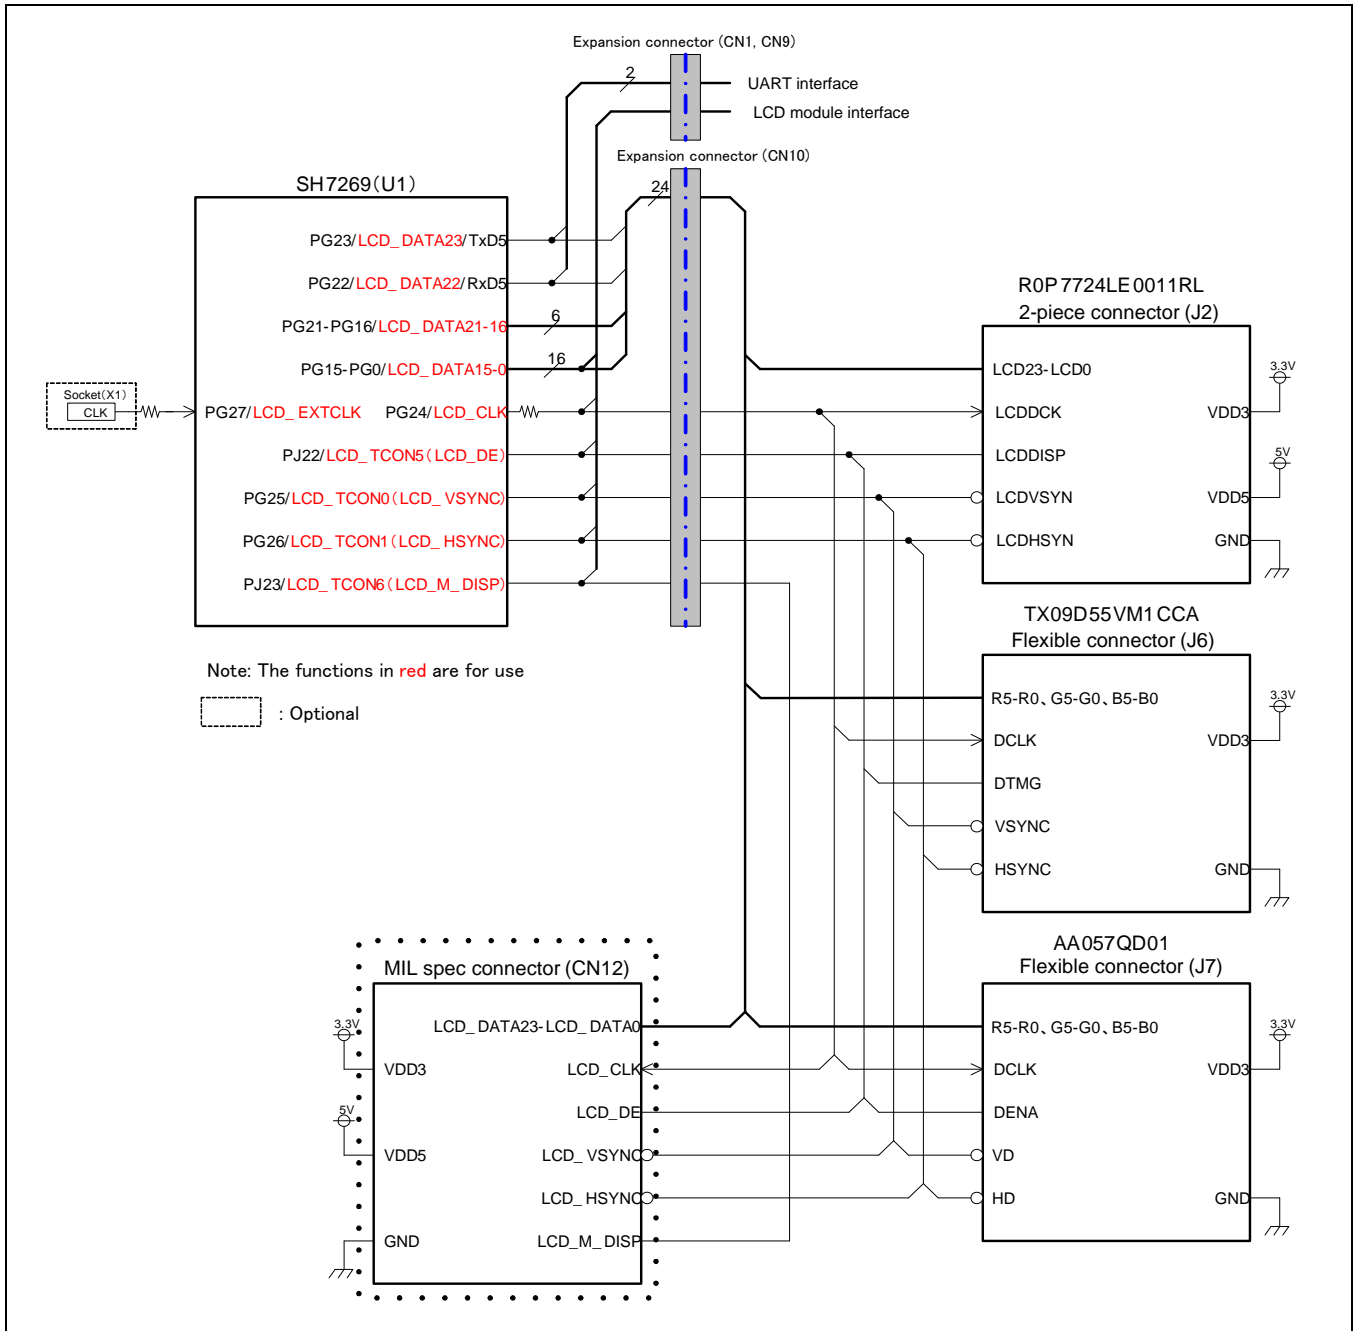 Expansion connector (CN1, CN9)
2
UART interface
LCD module interface
Expansion connector (CN10)
24
SH7269(U1)
PG23/LCD_DATA23/TxD5
PG22/LCD_DATA22/RxD5
PG21-PG16/LCD_DATA21-16
6
PG15-PG0/LCD_DATA15-0
16
Socket(X1)
CLK
PG27/LCD_EXTCLK
PG24/LCD_CLK
PJ22/LCD_TCON5(LCD_DE)
PG25/LCD_TCON0(LCD_VSYNC)
PG26/LCD_TCON1(LCD_HSYNC)
PJ23/LCD_TCON6(LCD_M_DISP)
Note: The functions in red are for use
: Optional
R0P7724LE0011RL
2-piece connector (J2)
LCD23-LCD0
3.3V
LCDDCK
VDD3
LCDDISP
5V
LCDVSYN
VDD5
LCDHSYN
GND
TX09D55VM1CCA
Flexible connector (J6)
R5-R0、G5-G0、B5-B0
3.3V
DCLK
VDD3
DTMG
VSYNC
HSYNC
GND
AA057QD01
Flexible connector (J7)
R5-R0、G5-G0、B5-B0
3.3V
DCLK
VDD3
DENA
VD
HD
GND
MIL spec connector (CN12)
LCD_DATA23-LCD_DATA0
3.3V
VDD3
LCD_CLK
5V
LCD_DE
VDD5
LCD_VSYNC
LCD_HSYNC
GND
LCD_M_DISP